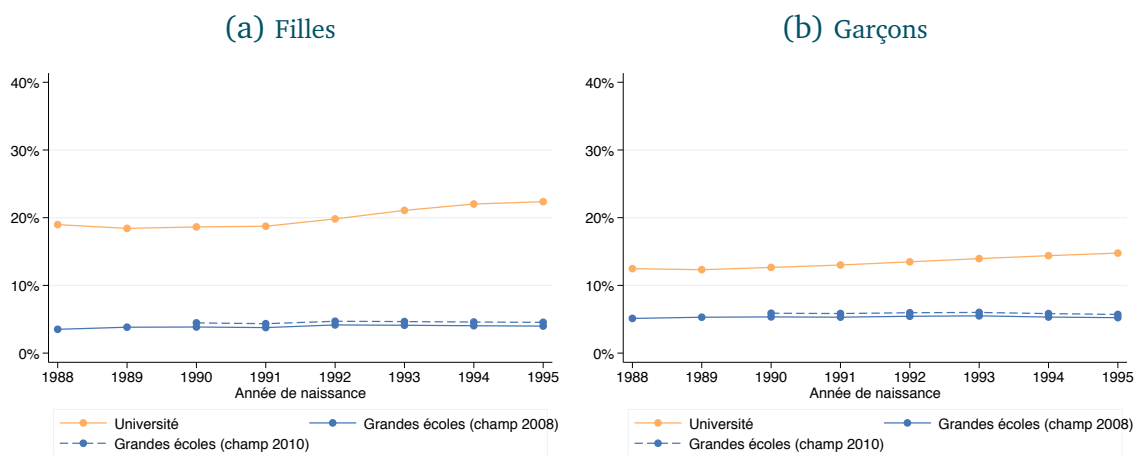 (a) Filles
40%
30%
20%
10%
0%
1988 1989 1990 1991 1992 1993 1994 1995
Année de naissance
Université
Grandes écoles (champ 2008)
Grandes écoles (champ 2010)
(b) Garçons
40%
30%
20%
10%
0%
1988 1989 1990 1991 1992 1993 1994 1995
Année de naissance
Université
Grandes écoles (champ 2008)
Grandes écoles (champ 2010)